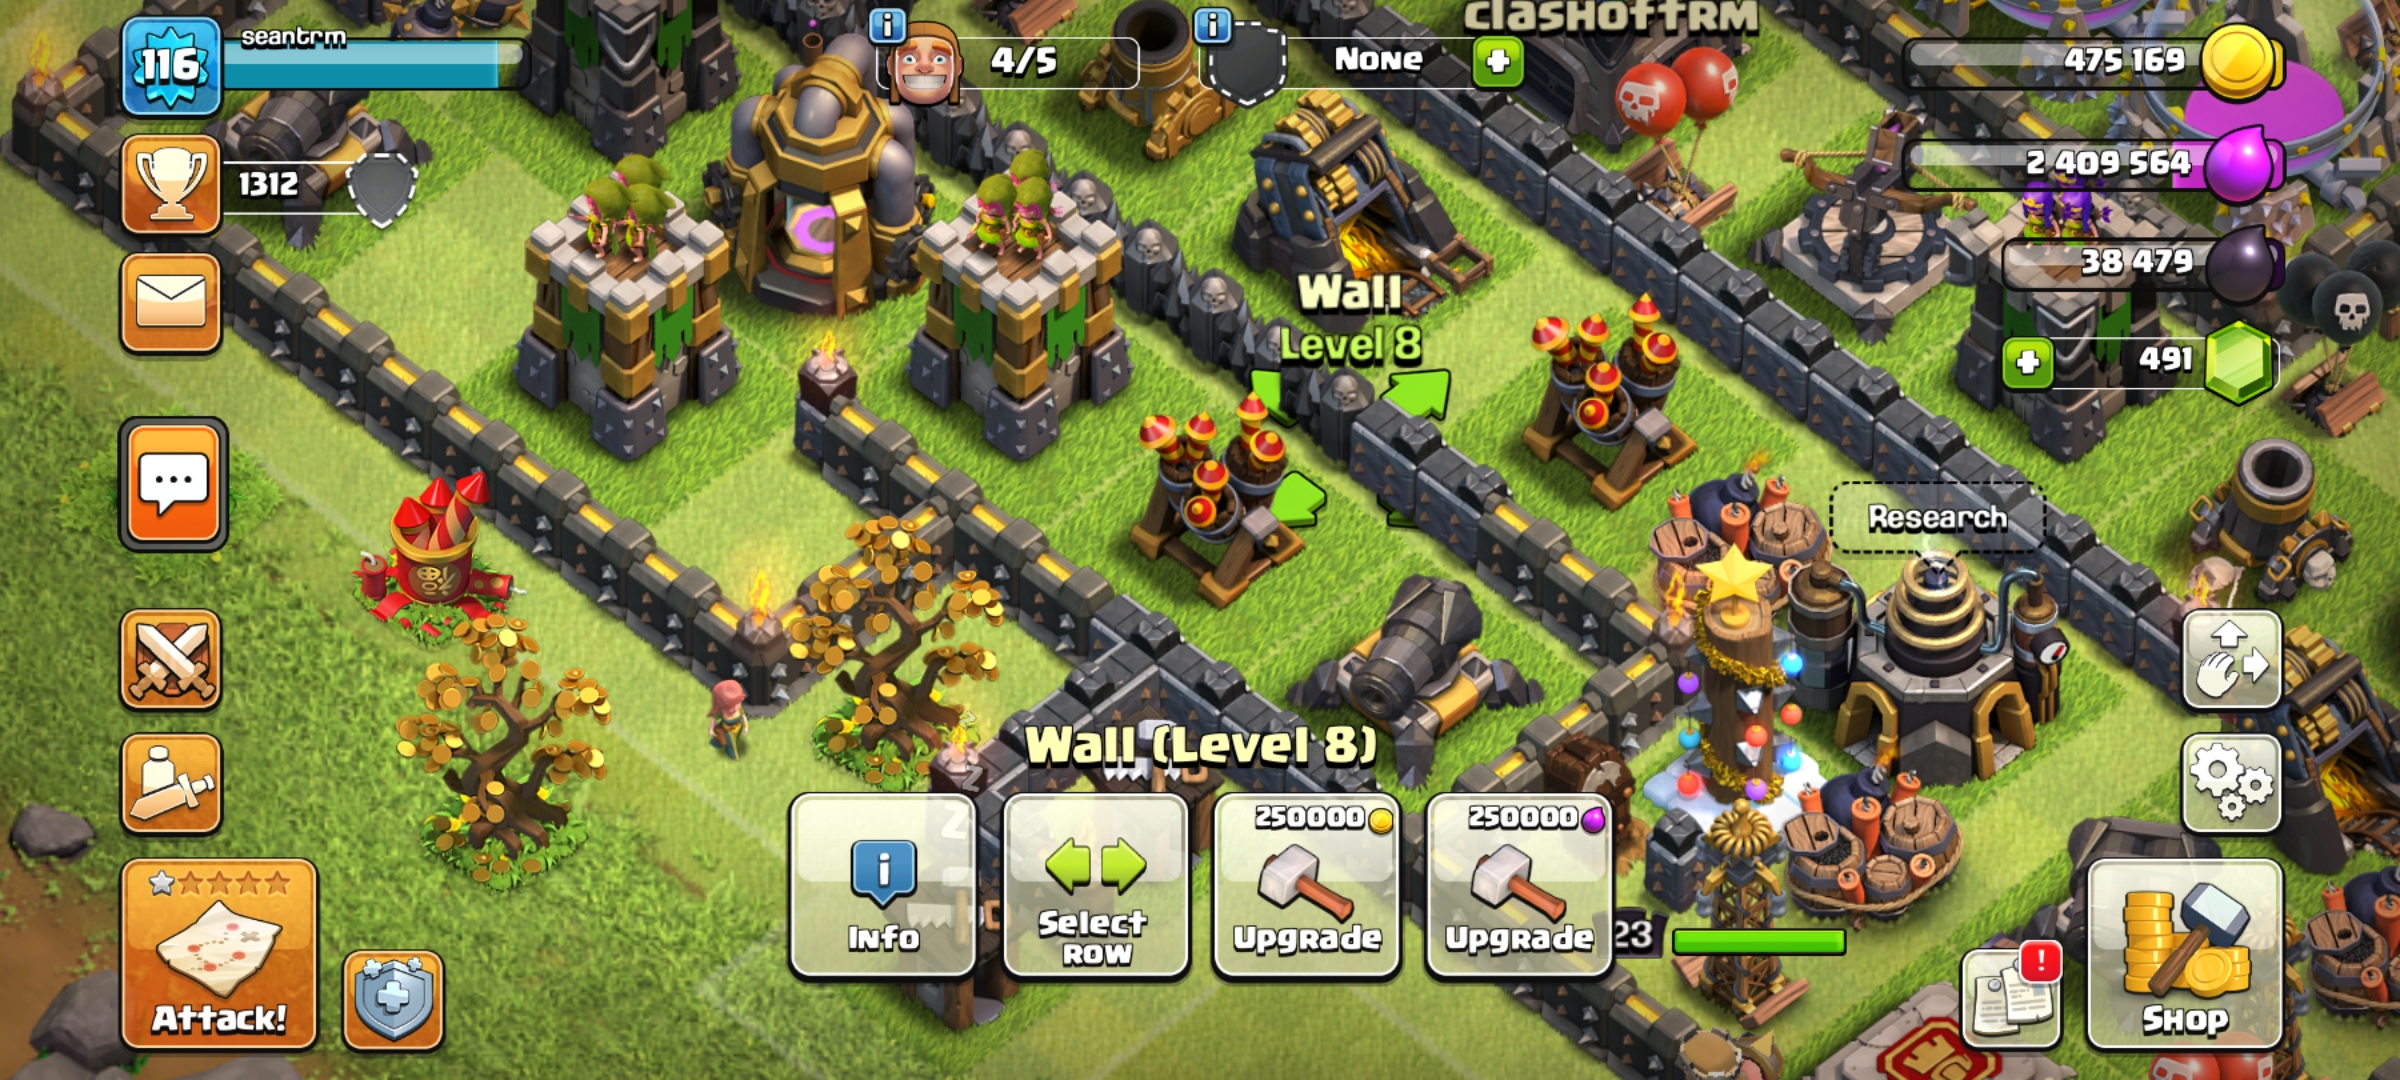 116
seantrm
4/5
None
clashoffRM
475 169
1312
2 409 564
38 479
491
Wall
Level 8
Research
Wall (Level 8)
Info
Select
Row
250000
Upgrade
250000
Upgrade
23
Attack!
!
Shop